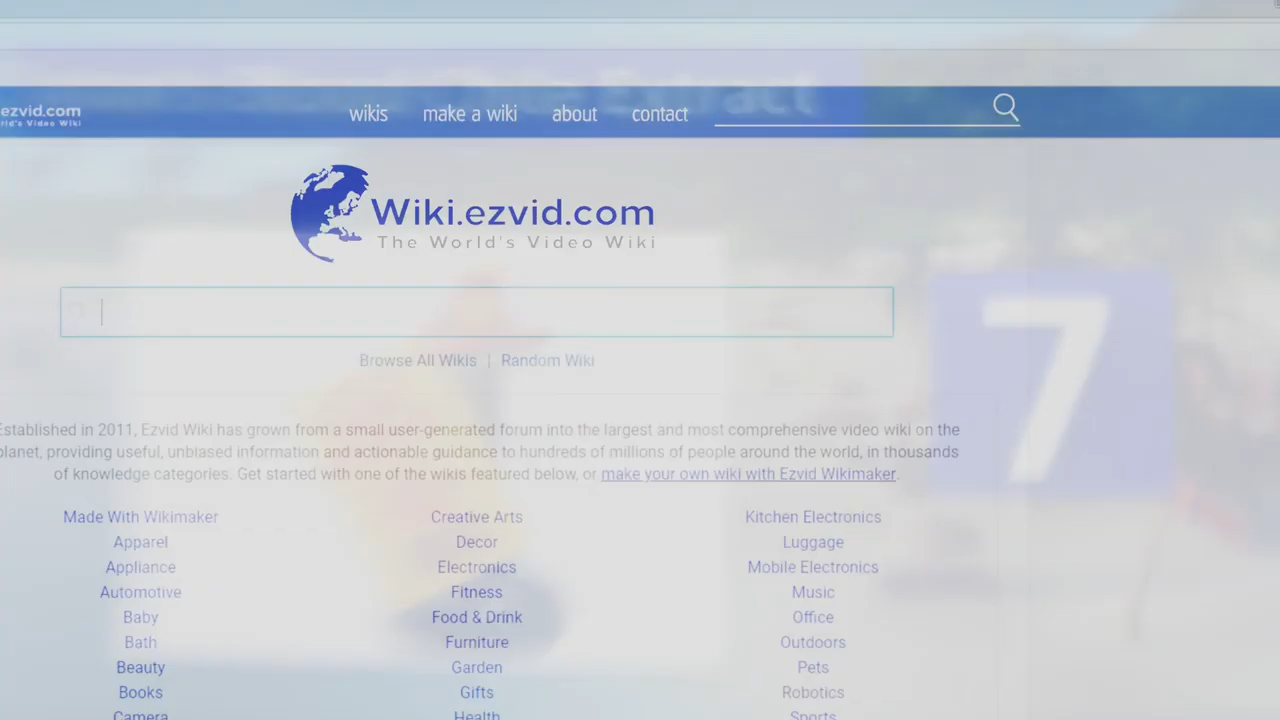 Extract
ezvid.com
wikis make a wiki about contact
Wiki.ezvid.com
The World's Video Wiki
Browse All Wikis | Random Wiki
Established in 2011, Ezvid Wiki has grown from a small user-generated forum into the largest and most comprehensive video wiki on the
planet, providing useful, unbiased information and actionable guidance to hundreds of millions of people around the world, in thousands
of knowledge categories. Get started with one of the wikis featured below, or make your own wiki with Ezvid Wikimaker.
7
Made With Wikimaker Creative Arts Kitchen Electronics
Apparel Decor Luggage
Appliance Electronics Mobile Electronics
Automotive Fitness Music
Baby Food & Drink Office
Bath Furniture Outdoors
Beauty Garden Pets
Books Gifts Robotics
Camera Health Sports